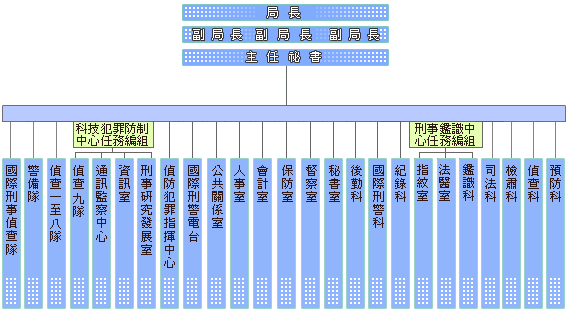 局長
副局長 副局長 副局長
主任祕書
科技犯罪防制
中心任務編組
刑事鑑識中
心任務編組
國際刑事偵查隊
警備隊
偵查一至八隊
偵查九隊
通訊監察中心
資訊室
刑事研究發展室
偵防犯罪指揮中心
國際刑警電台
公共關係室
人事室
會計室
保防室
督察室
秘書室
後勤科
國際刑警科
紀錄科
指紋室
法醫室
鑑識科
司法科
檢肅科
偵查科
預防科